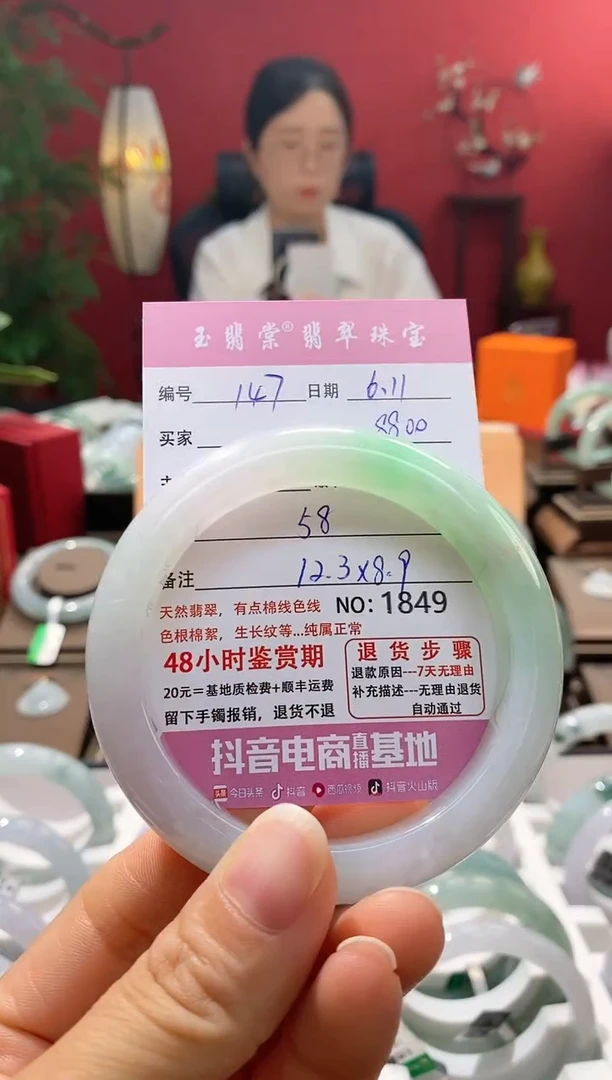 玉翡棠®翡翠珠宝
编号 147 日期 6.11
买家 8800
58
备注 12.3x8.9
天然翡翠，有点棉线色线 NO: 1849
色根棉絮，生长纹等...纯属正常
48小时鉴赏期
20元=基地质检费+顺丰运费
留下手镯报销，退货不退
退货步骤
退款原因---7天无理由
补充描述---无理由退货
自动通过
抖音电商直播基地
头条 今日头条 抖音 西瓜视频 抖音火山版